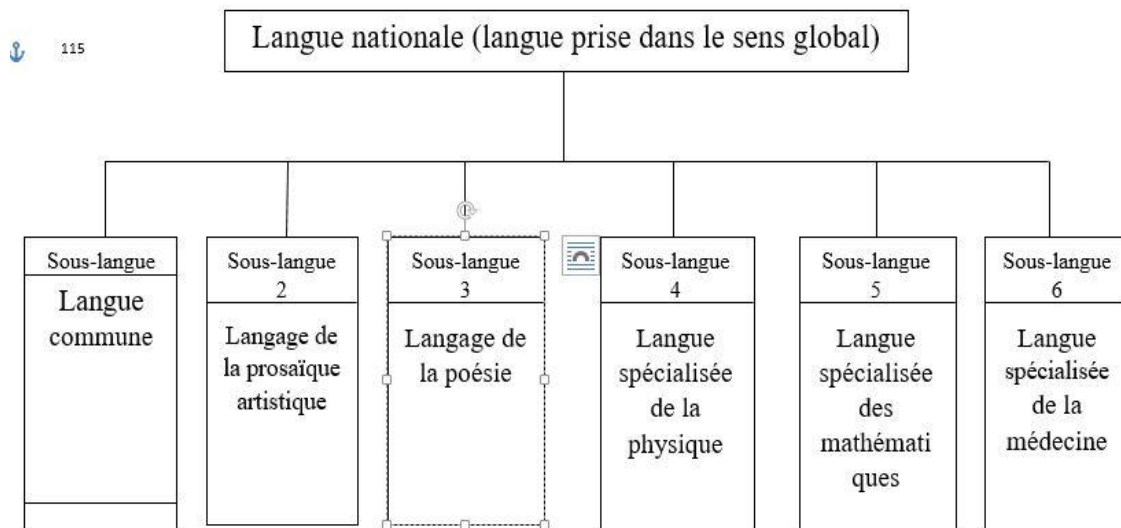 115
Langue nationale (langue prise dans le sens global)
Sous-langue
Langue
commune
Sous-langue
2
Langage de
la prosaïque
artistique
Sous-langue
3
Langage de
la poésie
Sous-langue
4
Langue
spécialisée
de la
physique
Sous-langue
5
Langue
spécialisée
des
mathémati
ques
Sous-langue
6
Langue
spécialisée
de la
médecine